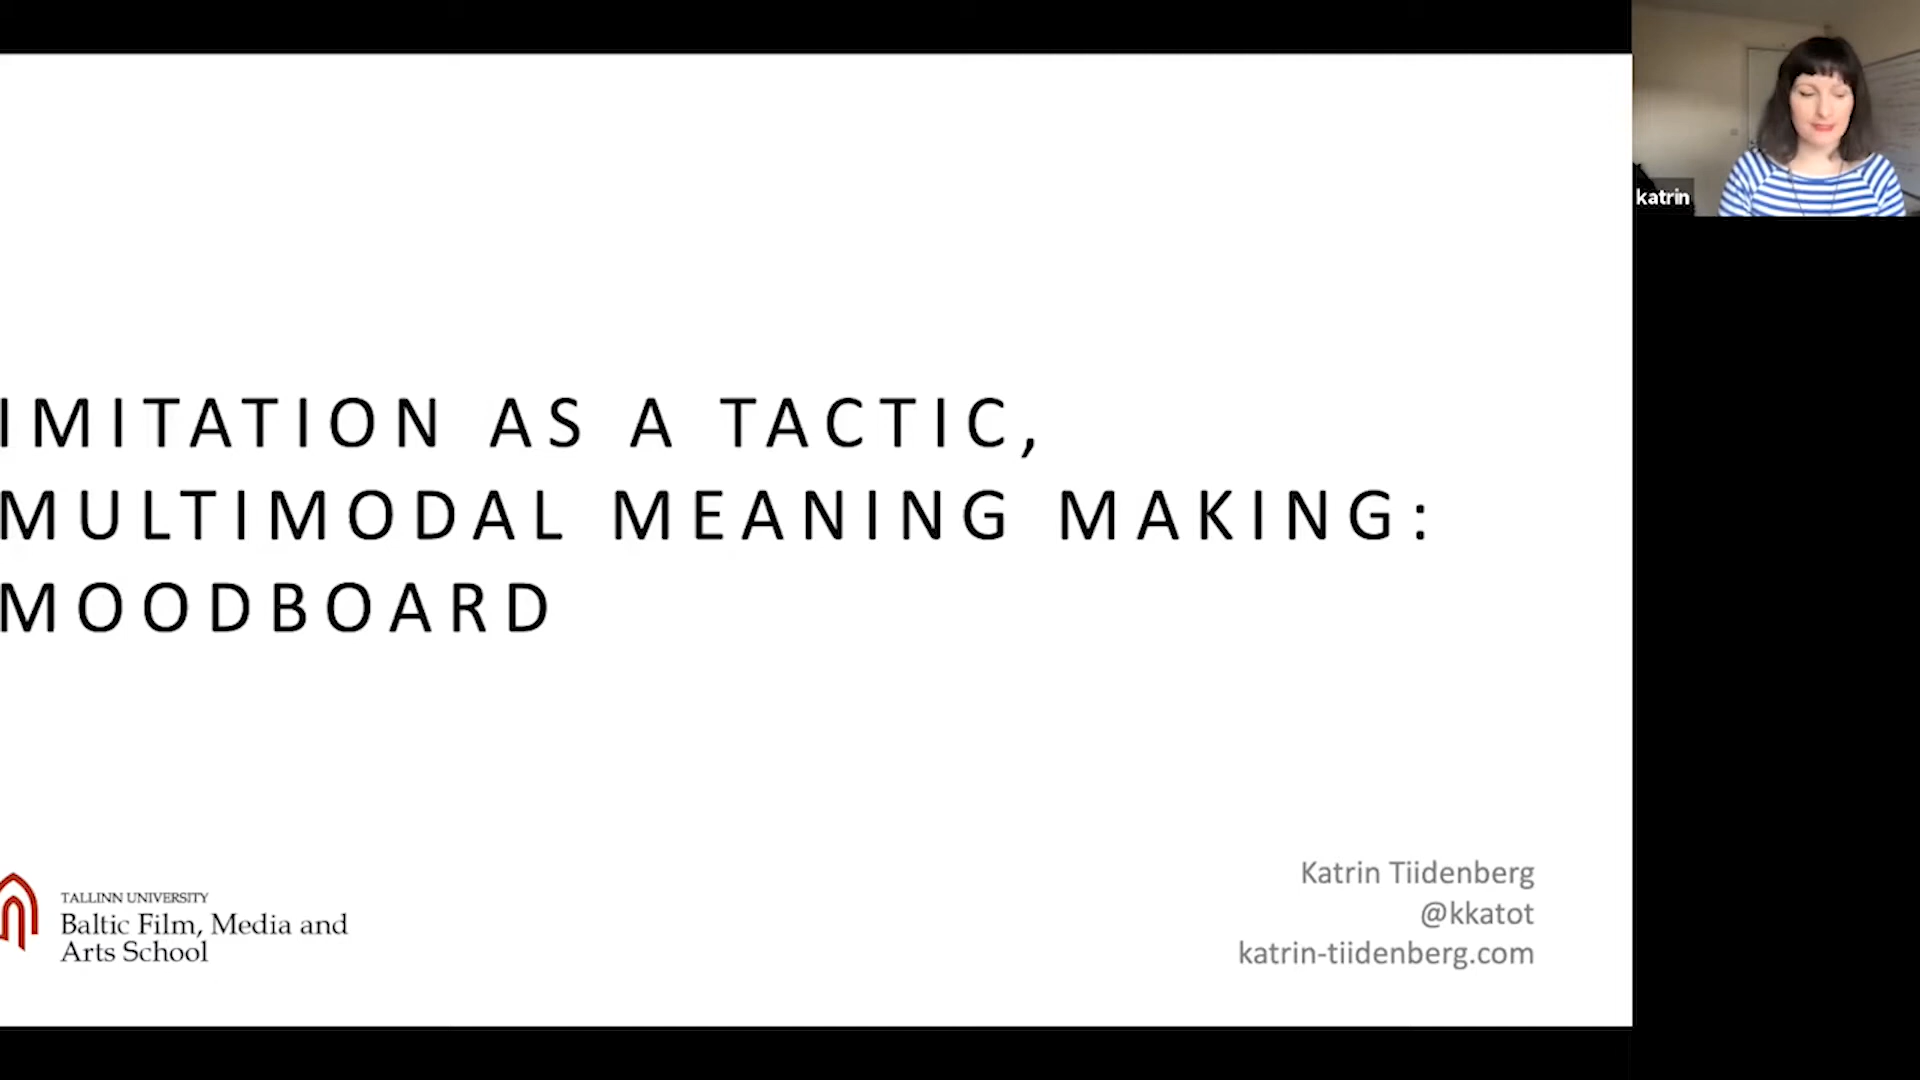 IMITATION AS A TACTIC,
MULTIMODAL MEANING MAKING:
MOODBOARD
TALLINN UNIVERSITY
Baltic Film, Media and
Arts School
Katrin Tiidenberg
@kkatot
katrin-tiidenberg.com
katrin